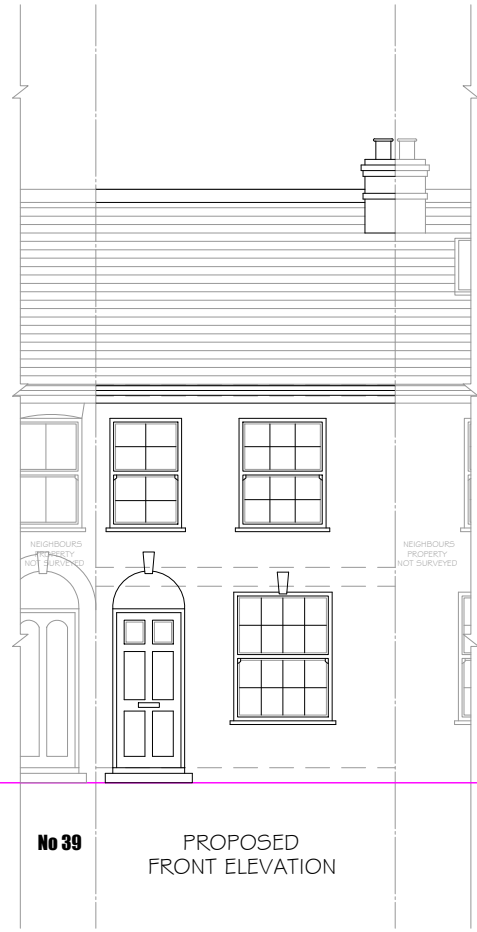 NEIGHBOURS
PROPERTY
NOT SURVEYED
NEIGHBOURS
PROPERTY
NOT SURVEYED
No 39
PROPOSED
FRONT ELEVATION